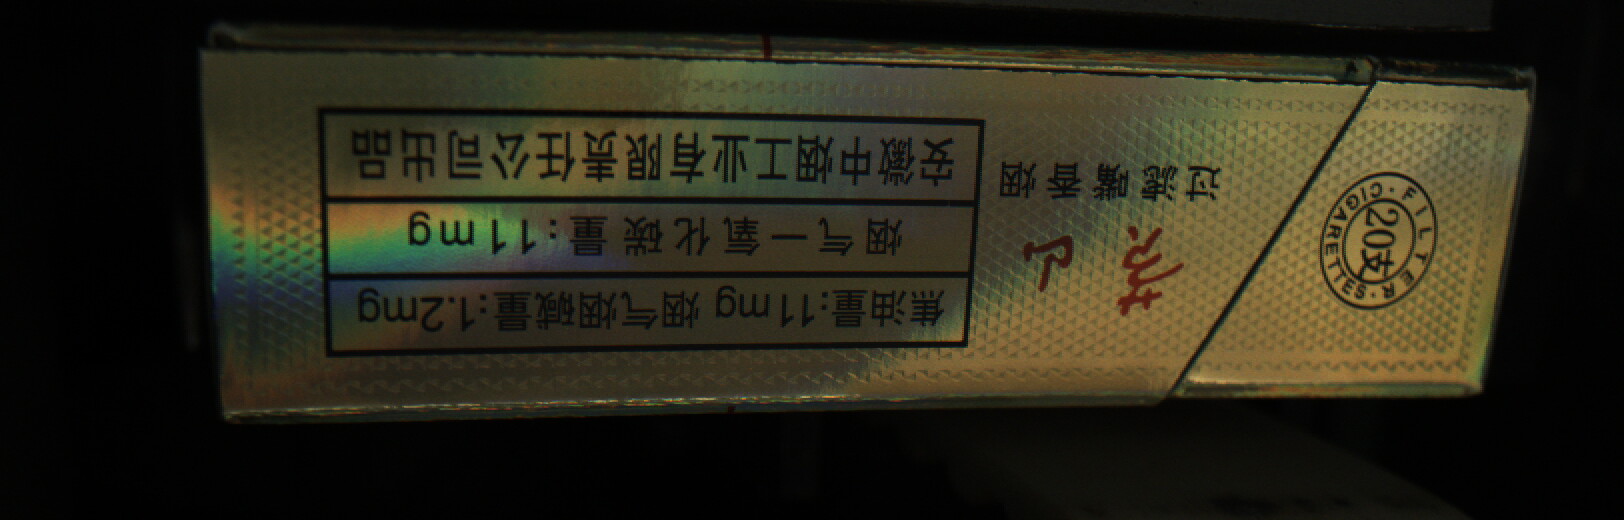 FILTER · CIGARETTES ·
20支
黄山
过滤嘴香烟
焦油量:11mg 烟气烟碱量:1.2mg
烟气一氧化碳量:11mg
安徽中烟工业有限责任公司出品